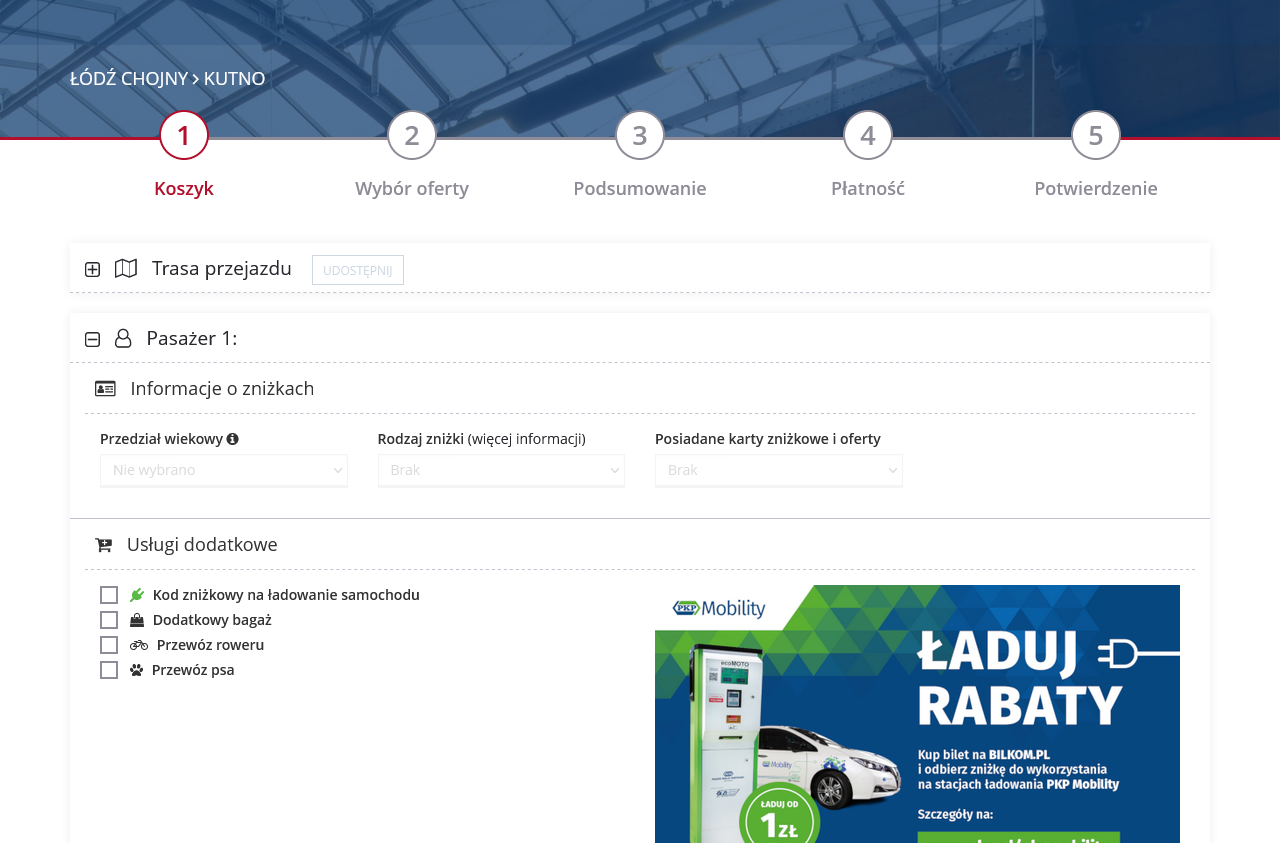 ŁÓDŹ CHOJNY > KUTNO
1 2 3 4 5
Koszyk Wybór oferty Podsumowanie Płatność Potwierdzenie
Trasa przejazdu UDOSTĘPNIJ
Pasażer 1:
Informacje o zniżkach
Przedział wiekowy Rodzaj zniżki (więcej informacji) Posiadane karty zniżkowe i oferty
Nie wybrano Brak Brak
Usługi dodatkowe
Kod zniżkowy na ładowanie samochodu
Dodatkowy bagaż
Przewóz roweru
Przewóz psa
PKP Mobility
ŁADUJ
RABATY
ecoMOTO
Kup bilet na BILKOM.PL
i odbierz zniżkę do wykorzystania
na stacjach ładowania PKP Mobility
Mobility
Szczegóły na:
ŁADUJ OD
1 ZŁ